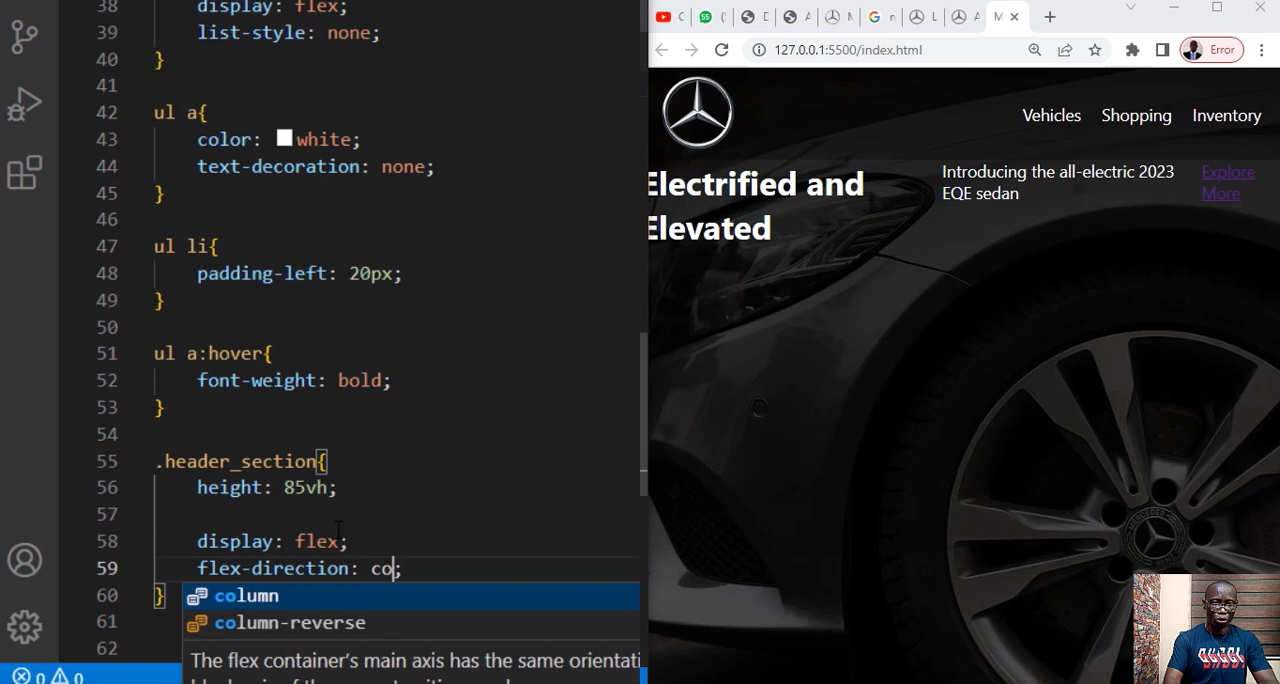 38 display: flex;
39 list-style: none;
40 }
41
42 ul a{
43 color: white;
44 text-decoration: none;
45 }
46
47 ul li{
48 padding-left: 20px;
49 }
50
51 ul a:hover{
52 font-weight: bold;
53 }
54
55 .header_section{
56 height: 85vh;
57
58 display: flex;
59 flex-direction: co;
60 }
column
61
column-reverse
62
The flex container's main axis has the same orientati
0 0
127.0.0.1:5500/index.html
Error
Vehicles Shopping Inventory
Electrified and
Elevated
Introducing the all-electric 2023
EQE sedan
Explore
More